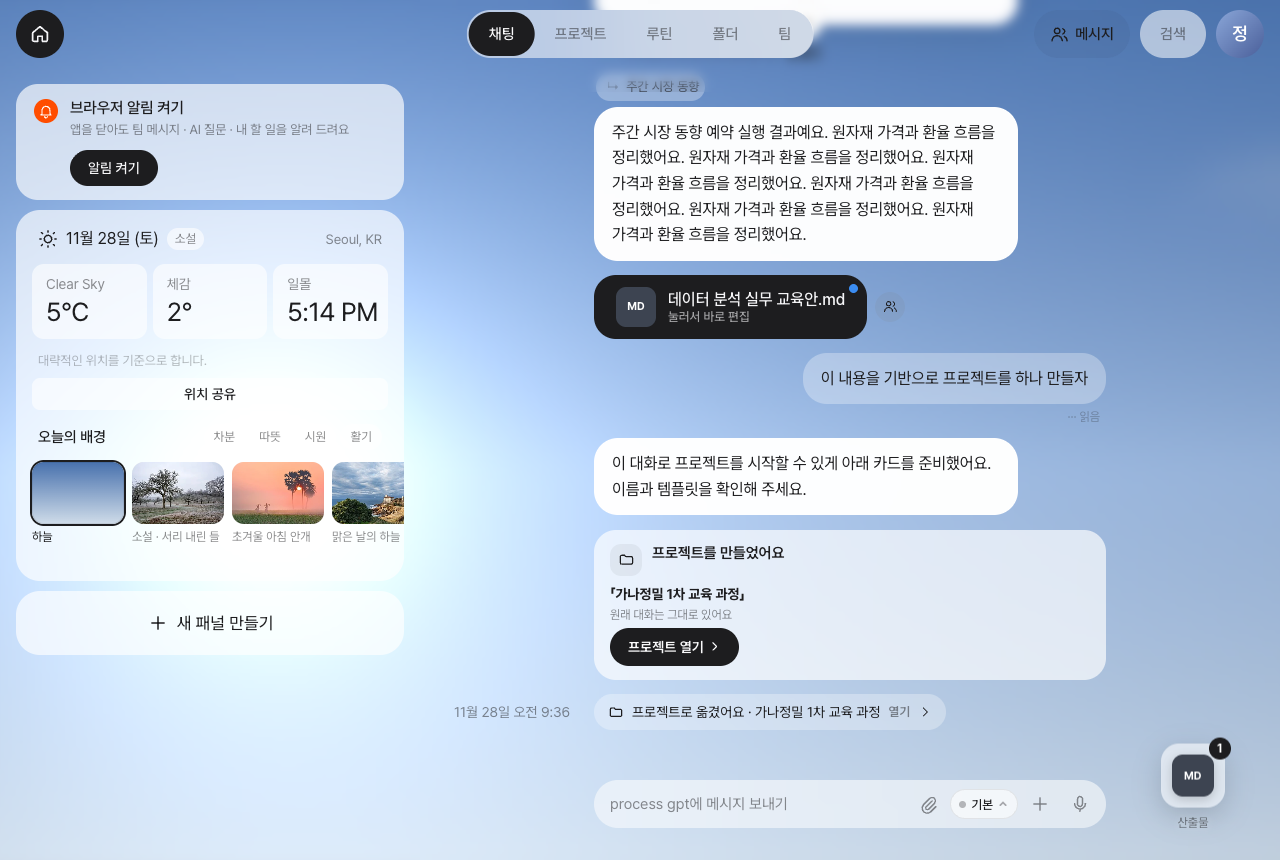 채팅
프로젝트
루틴
폴더
팀
메시지
검색
정
브라우저 알림 켜기
앱을 닫아도 팀 메시지 · AI 질문 · 내 할 일을 알려 드려요
알림 켜기
11월 28일 (토)
소설
Seoul, KR
Clear Sky
5°C
체감
2°
일몰
5:14 PM
대략적인 위치를 기준으로 합니다.
위치 공유
오늘의 배경
차분
따뜻
시원
활기
하늘
소설 · 서리 내린 들
초겨울 아침 안개
맑은 날의 하늘
새 패널 만들기
주간 시장 동향
주간 시장 동향 예약 실행 결과예요. 원자재 가격과 환율 흐름을
정리했어요. 원자재 가격과 환율 흐름을 정리했어요. 원자재
가격과 환율 흐름을 정리했어요. 원자재 가격과 환율 흐름을
정리했어요. 원자재 가격과 환율 흐름을 정리했어요. 원자재
가격과 환율 흐름을 정리했어요.
MD
데이터 분석 실무 교육안.md
눌러서 바로 편집
이 내용을 기반으로 프로젝트를 하나 만들자
··· 읽음
이 대화로 프로젝트를 시작할 수 있게 아래 카드를 준비했어요.
이름과 템플릿을 확인해 주세요.
프로젝트를 만들었어요
「가나정밀 1차 교육 과정」
원래 대화는 그대로 있어요
프로젝트 열기
11월 28일 오전 9:36
프로젝트로 옮겼어요 · 가나정밀 1차 교육 과정 열기
process gpt에 메시지 보내기
기본
1
MD
산출물